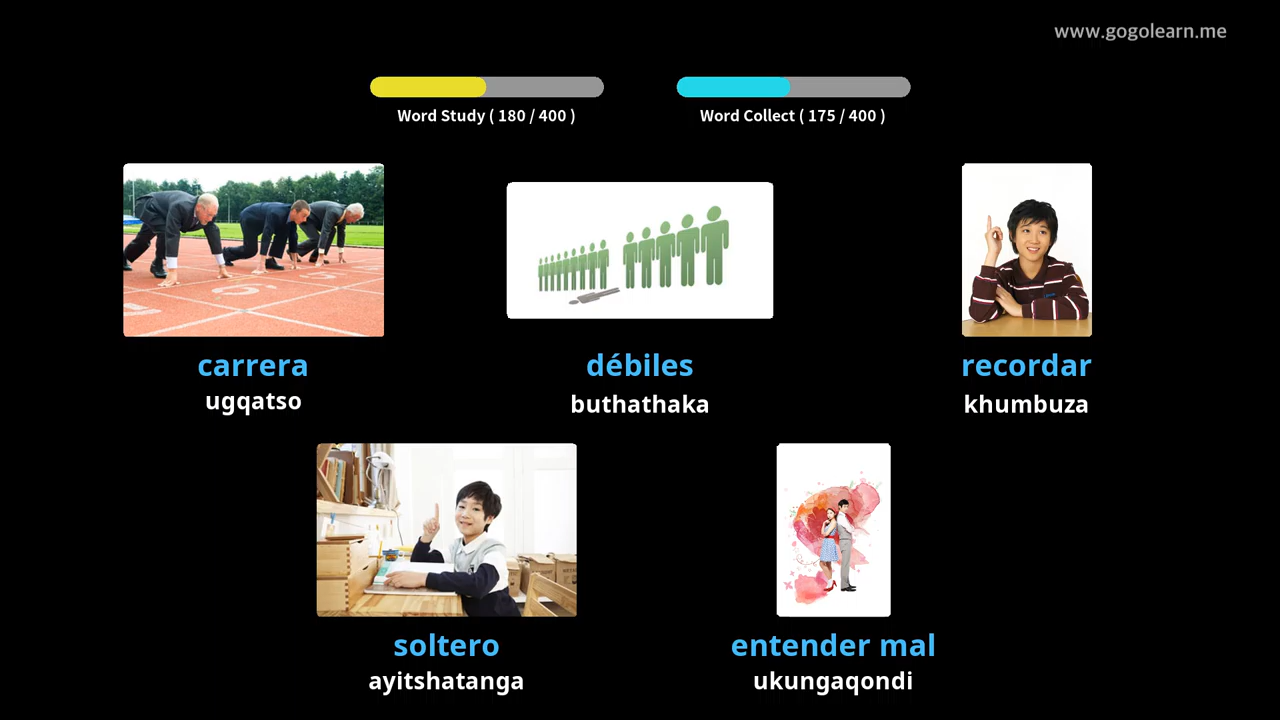 www.gogolearn.me
Word Study ( 180 / 400 )
Word Collect ( 175 / 400 )
carrera
ugqatso
débiles
buthathaka
recordar
khumbuza
soltero
ayitshatanga
entender mal
ukungaqondi